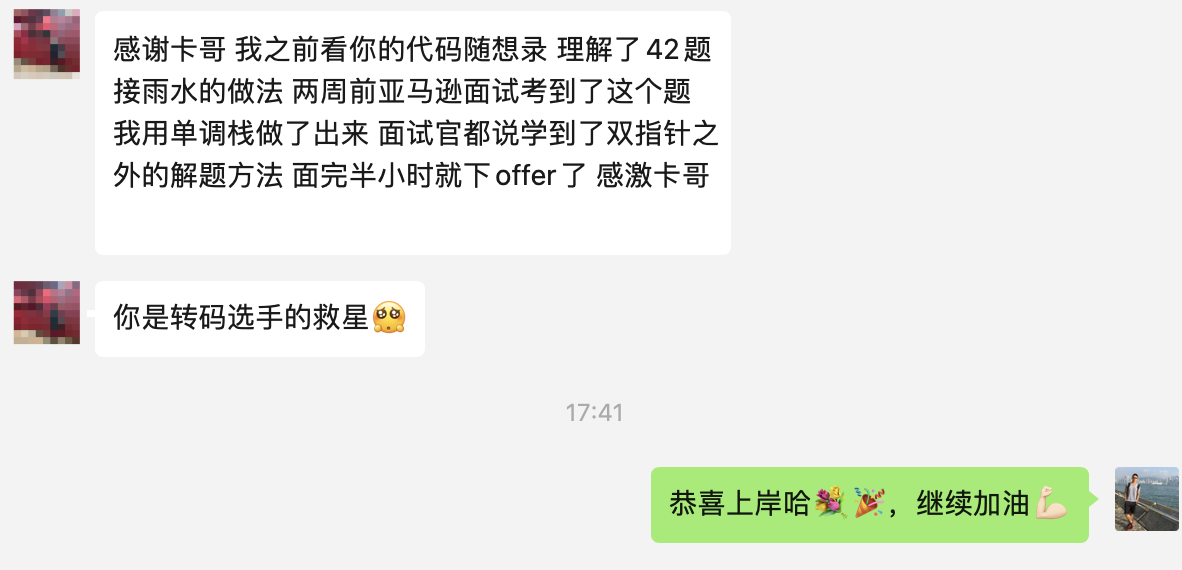 感谢卡哥 我之前看你的代码随想录 理解了42题
接雨水的做法 两周前亚马逊面试考到了这个题
我用单调栈做了出来 面试官都说学到了双指针之
外的解题方法 面完半小时就下offer了 感激卡哥
你是转码选手的救星🥺
17:41
恭喜上岸哈💐🎉，继续加油💪🏻